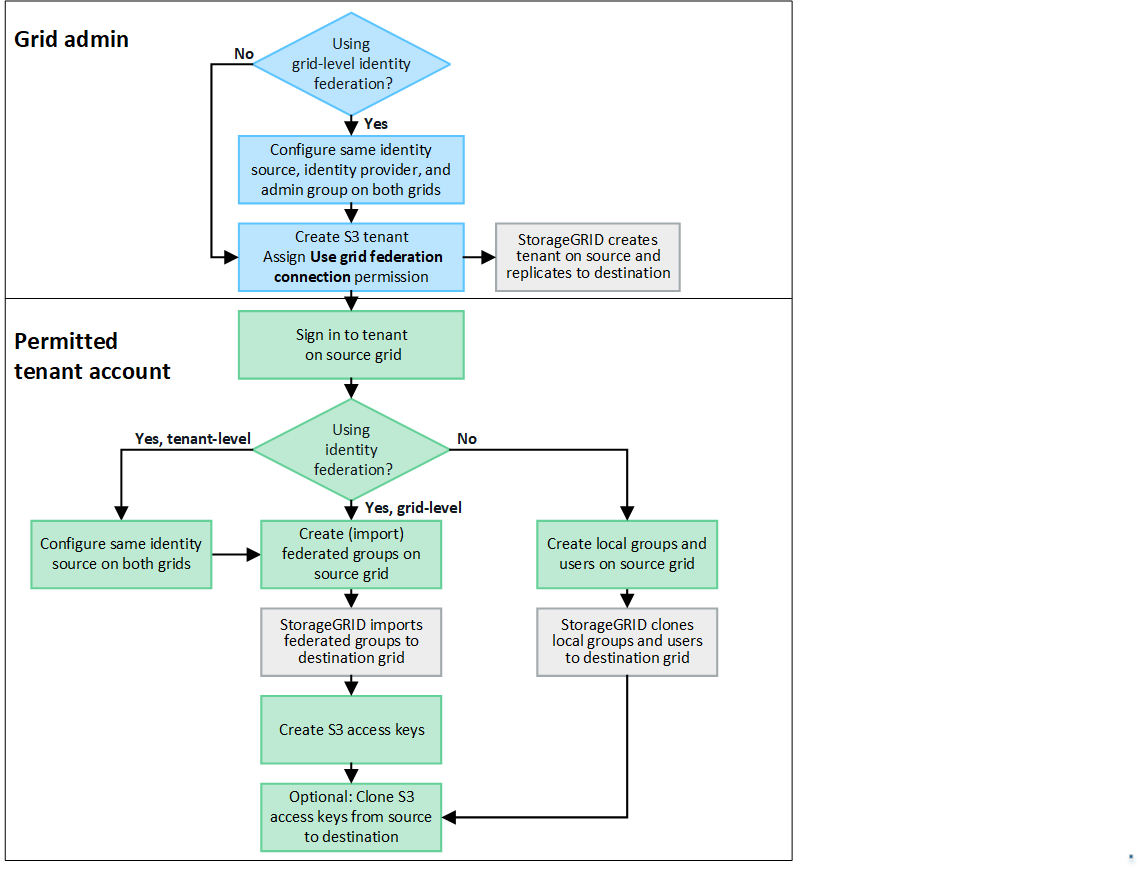 Grid admin
Using
grid-level identity
federation?
No
Yes
Configure same identity
source, identity provider, and
admin group on both grids
Create S3 tenant
Assign Use grid federation
connection permission
StorageGRID creates
tenant on source and
replicates to destination
Permitted
tenant account
Sign in to tenant
on source grid
Using
identity
federation?
Yes, tenant-level
No
Yes, grid-level
Configure same identity
source on both grids
Create (import)
federated groups on
source grid
Create local groups and
users on source grid
StorageGRID imports
federated groups to
destination grid
StorageGRID clones
local groups and users
to destination grid
Create S3 access keys
Optional: Clone S3
access keys from source
to destination